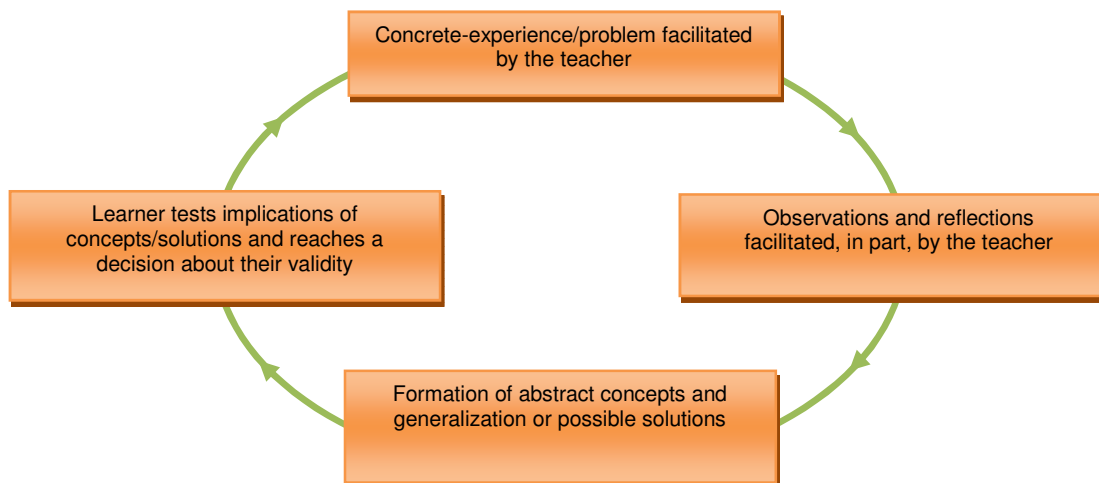 Concrete-experience/problem facilitated
by the teacher
Observations and reflections
facilitated, in part, by the teacher
Formation of abstract concepts and
generalization or possible solutions
Learner tests implications of
concepts/solutions and reaches a
decision about their validity